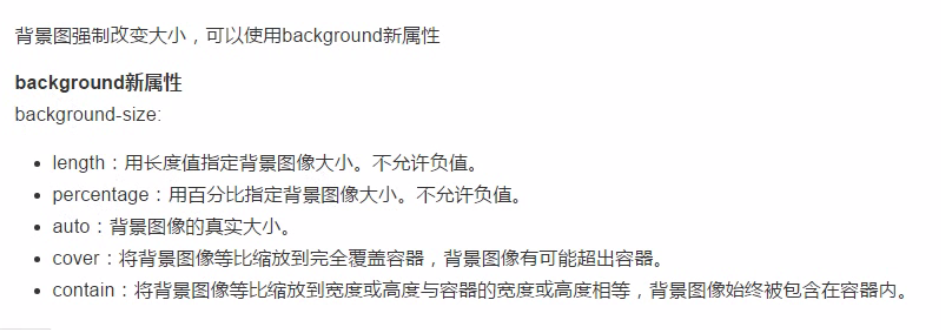 背景图强制改变大小，可以使用background新属性
background新属性
background-size:
length：用长度值指定背景图像大小。不允许负值。
percentage：用百分比指定背景图像大小。不允许负值。
auto：背景图像的真实大小。
cover：将背景图像等比缩放到完全覆盖容器，背景图像有可能超出容器。
contain：将背景图像等比缩放到宽度或高度与容器的宽度或高度相等，背景图像始终被包含在容器内。